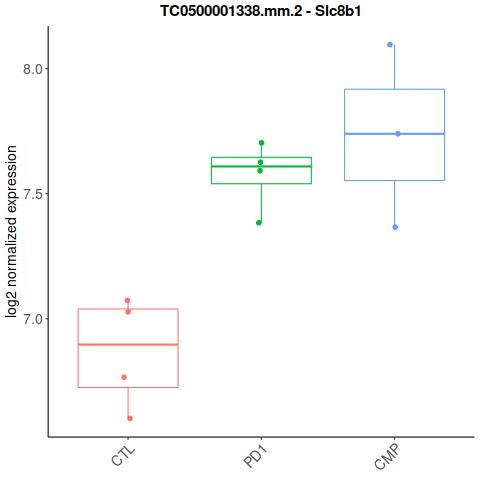 TC0500001338.mm.2 - Slc8b1
log2 normalized expression
8.0
7.5
7.0
CTL
PD1
CMP